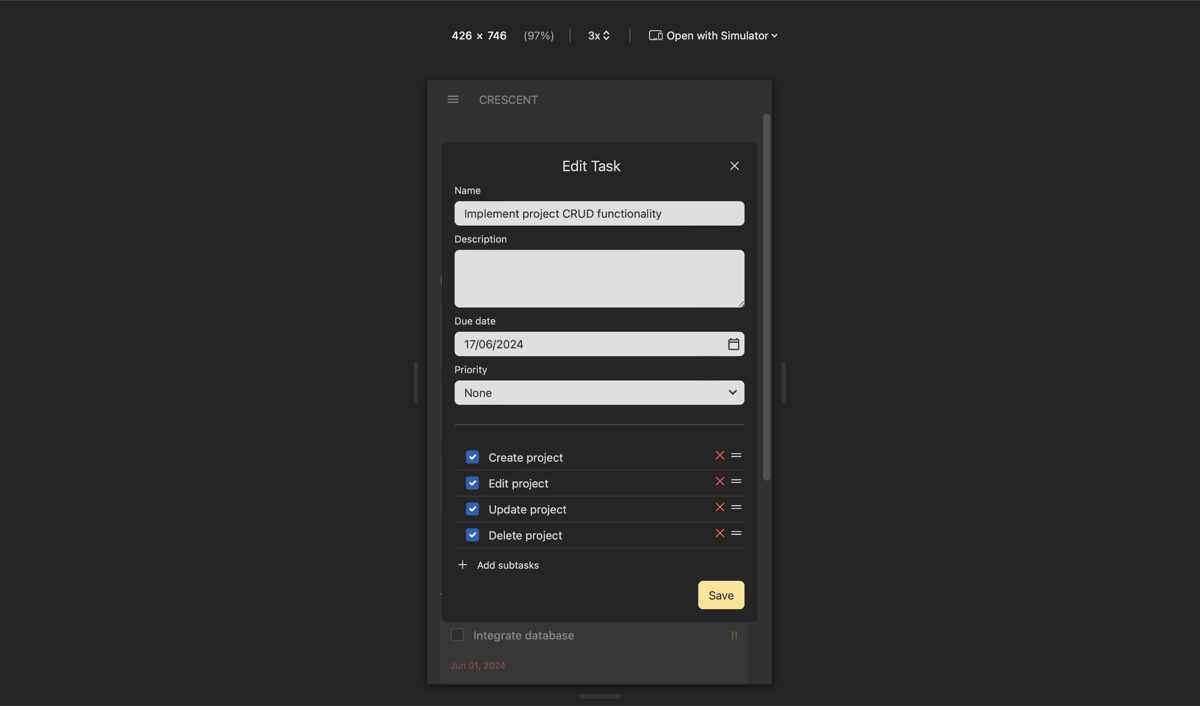 426 × 746 (97%) 3x Open with Simulator
CRESCENT
Edit Task
Name
Implement project CRUD functionality
Description
Due date
17/06/2024
Priority
None
Create project
Edit project
Update project
Delete project
Add subtasks
Save
Integrate database !!
Jun 01, 2024